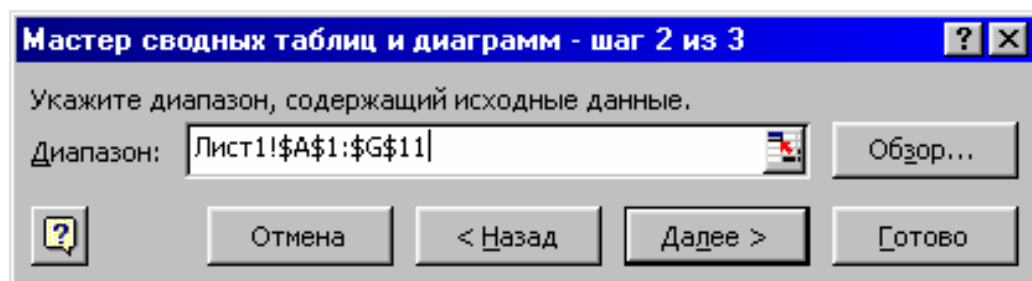 Мастер сводных таблиц и диаграмм - шаг 2 из 3
Укажите диапазон, содержащий исходные данные.
Диапазон: Лист1!$A$1:$G$11 Обзор...
? Отмена < Назад Далее > Готово